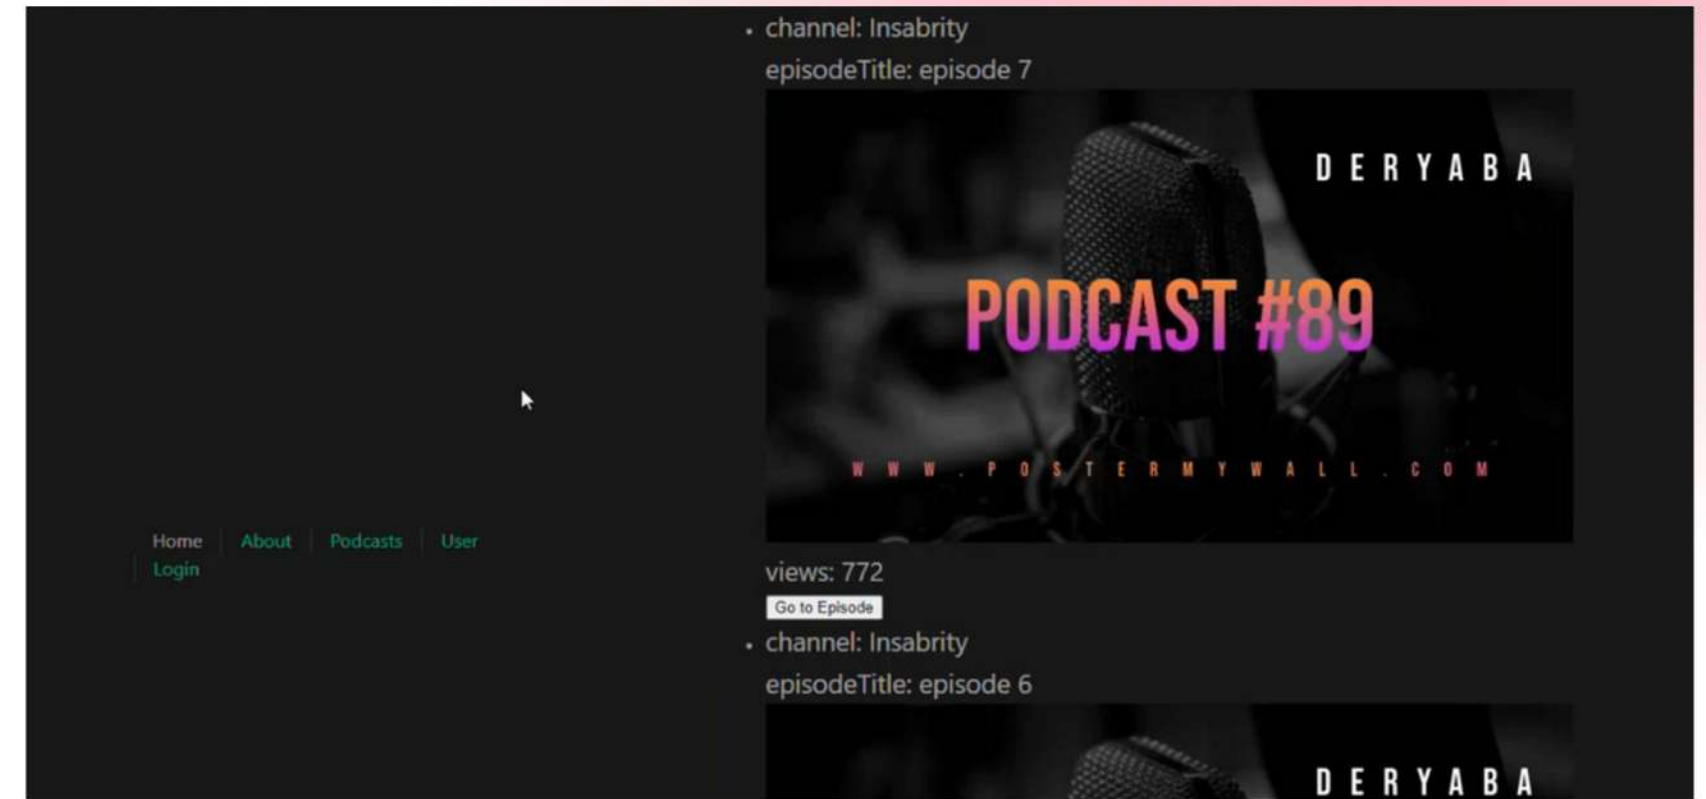 Home About Podcasts User
Login
channel: Insabrity
episodeTitle: episode 7
DERYABA
PODCAST #89
WWW.POSTERMYWALL.COM
views: 772
Go to Episode
channel: Insabrity
episodeTitle: episode 6
DERYABA